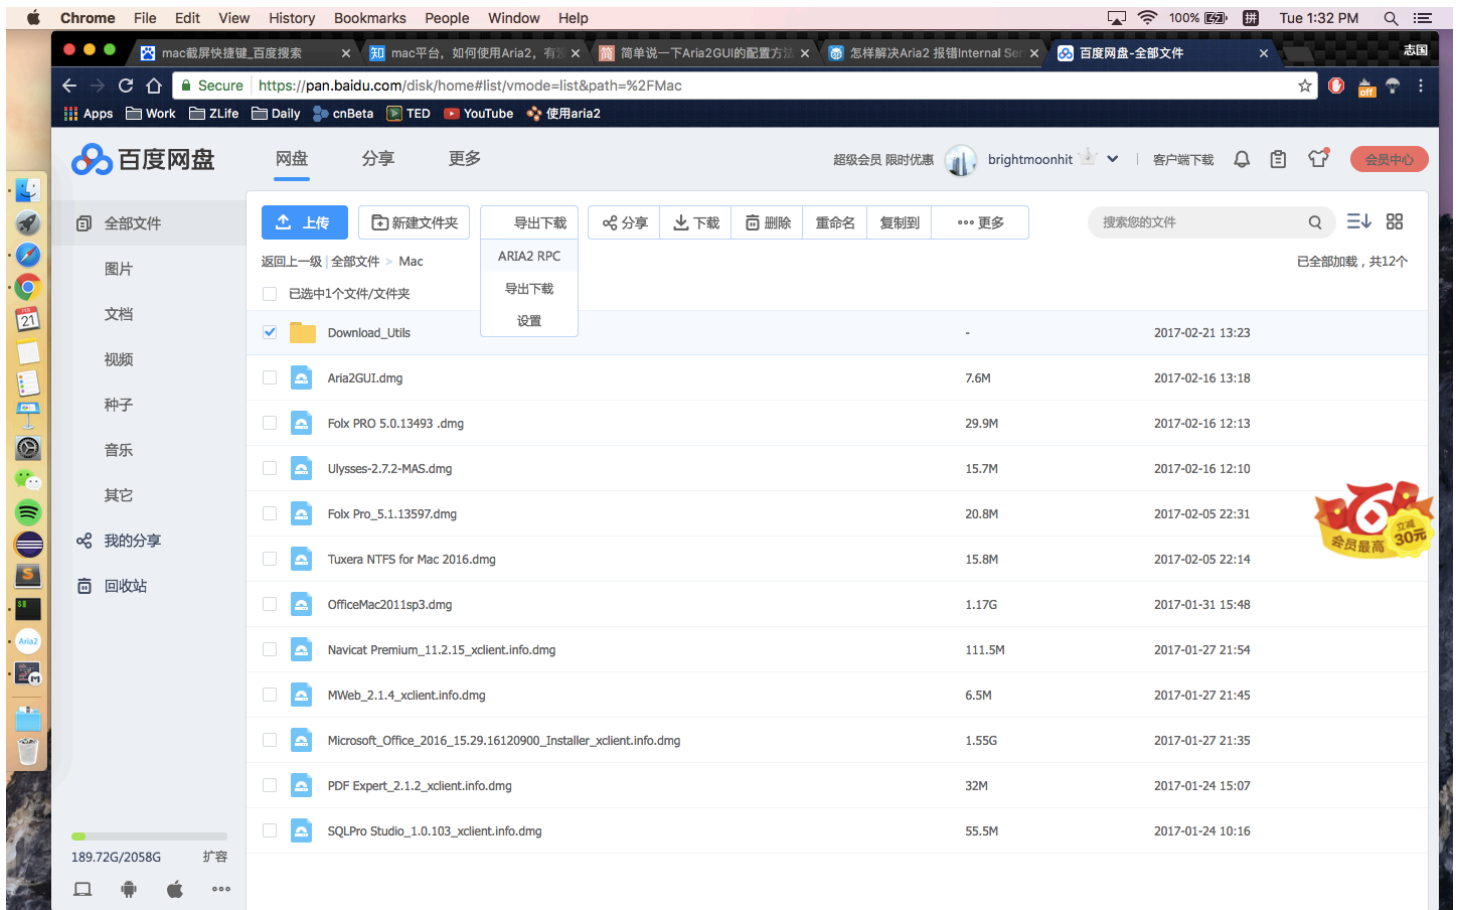 Chrome File Edit View History Bookmarks People Window Help 100% 拼 Tue 1:32 PM
mac截屏快捷键_百度搜索 知 mac平台，如何使用Aria2，有 简 简单说一下Aria2GUI的配置方法 怎样解决Aria2 报错Internal Ser 百度网盘-全部文件 志国
Secure https://pan.baidu.com/disk/home#list/vmode=list&path=%2FMac off
Apps Work ZLife Daily cnBeta TED YouTube 使用aria2
百度网盘 网盘 分享 更多 超级会员 限时优惠 brightmoonhit 客户端下载 会员中心
全部文件 上传 新建文件夹 导出下载 分享 下载 删除 重命名 复制到 更多 搜索您的文件
返回上一级 | 全部文件 > Mac ARIA2 RPC 已全部加载，共12个
图片
已选中1个文件/文件夹 导出下载
文档 设置
Download_Utils - 2017-02-21 13:23
视频
Aria2GUI.dmg 7.6M 2017-02-16 13:18
种子
Folx PRO 5.0.13493 .dmg 29.9M 2017-02-16 12:13
音乐
Ulysses-2.7.2-MAS.dmg 15.7M 2017-02-16 12:10
其它
Folx Pro_5.1.13597.dmg 20.8M 2017-02-05 22:31
我的分享
Tuxera NTFS for Mac 2016.dmg 15.8M 2017-02-05 22:14
回收站
OfficeMac2011sp3.dmg 1.17G 2017-01-31 15:48
Navicat Premium_11.2.15_xclient.info.dmg 111.5M 2017-01-27 21:54
MWeb_2.1.4_xclient.info.dmg 6.5M 2017-01-27 21:45
Microsoft_Office_2016_15.29.16120900_Installer_xclient.info.dmg 1.55G 2017-01-27 21:35
PDF Expert_2.1.2_xclient.info.dmg 32M 2017-01-24 15:07
SQLPro Studio_1.0.103_xclient.info.dmg 55.5M 2017-01-24 10:16
立减
30元
会员最高
189.72G/2058G 扩容
21
S
Aria2
M